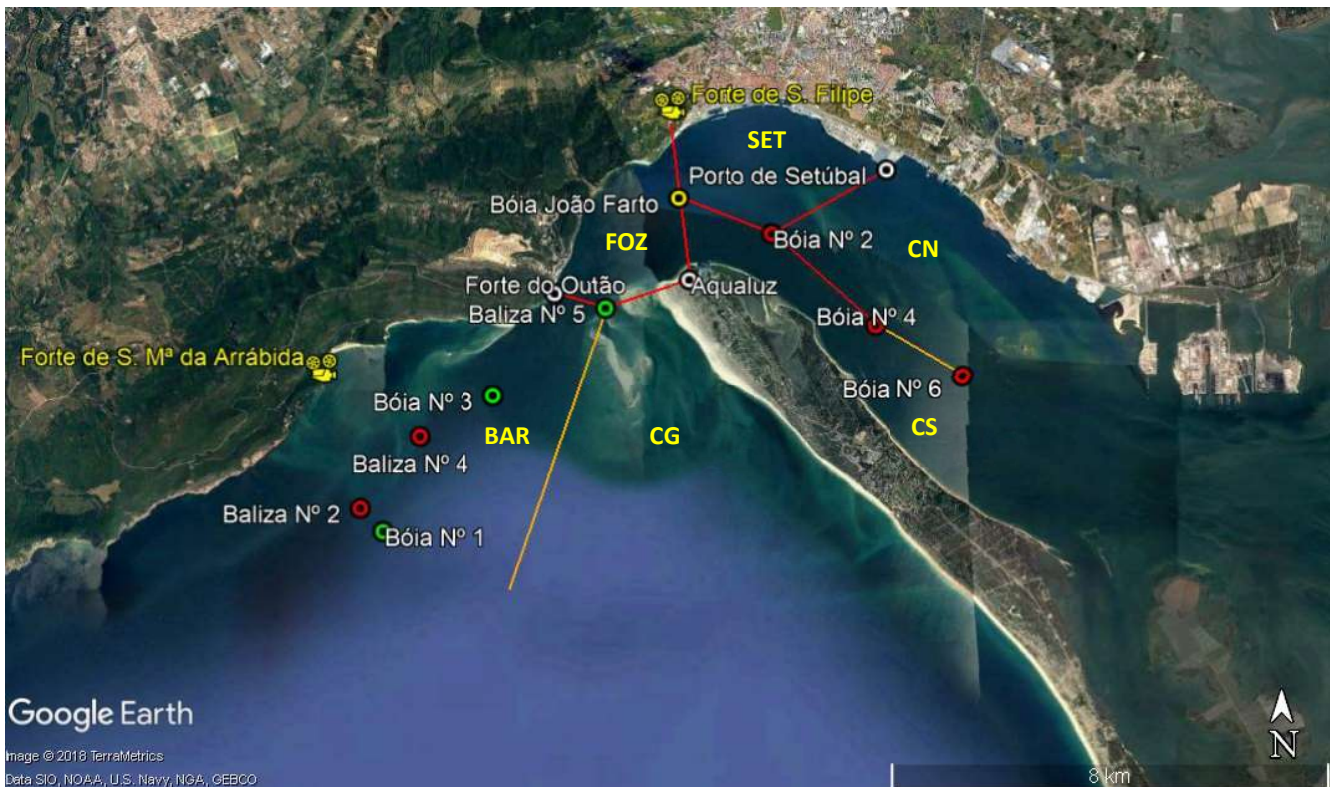 Forte de S. Filipe
SET
Porto de Setúbal
Bóia João Farto
FOZ
Bóia Nº 2
CN
Forte do Outão
Aqualuz
Baliza Nº 5
Bóia Nº 4
Forte de S. Mª da Arrábida
Bóia Nº 6
Bóia Nº 3
BAR
CG
CS
Baliza Nº 4
Baliza Nº 2
Bóia Nº 1
Google Earth
Image © 2018 TerraMetrics
Data SIO, NOAA, U.S. Navy, NGA, GEBCO
N
8 km